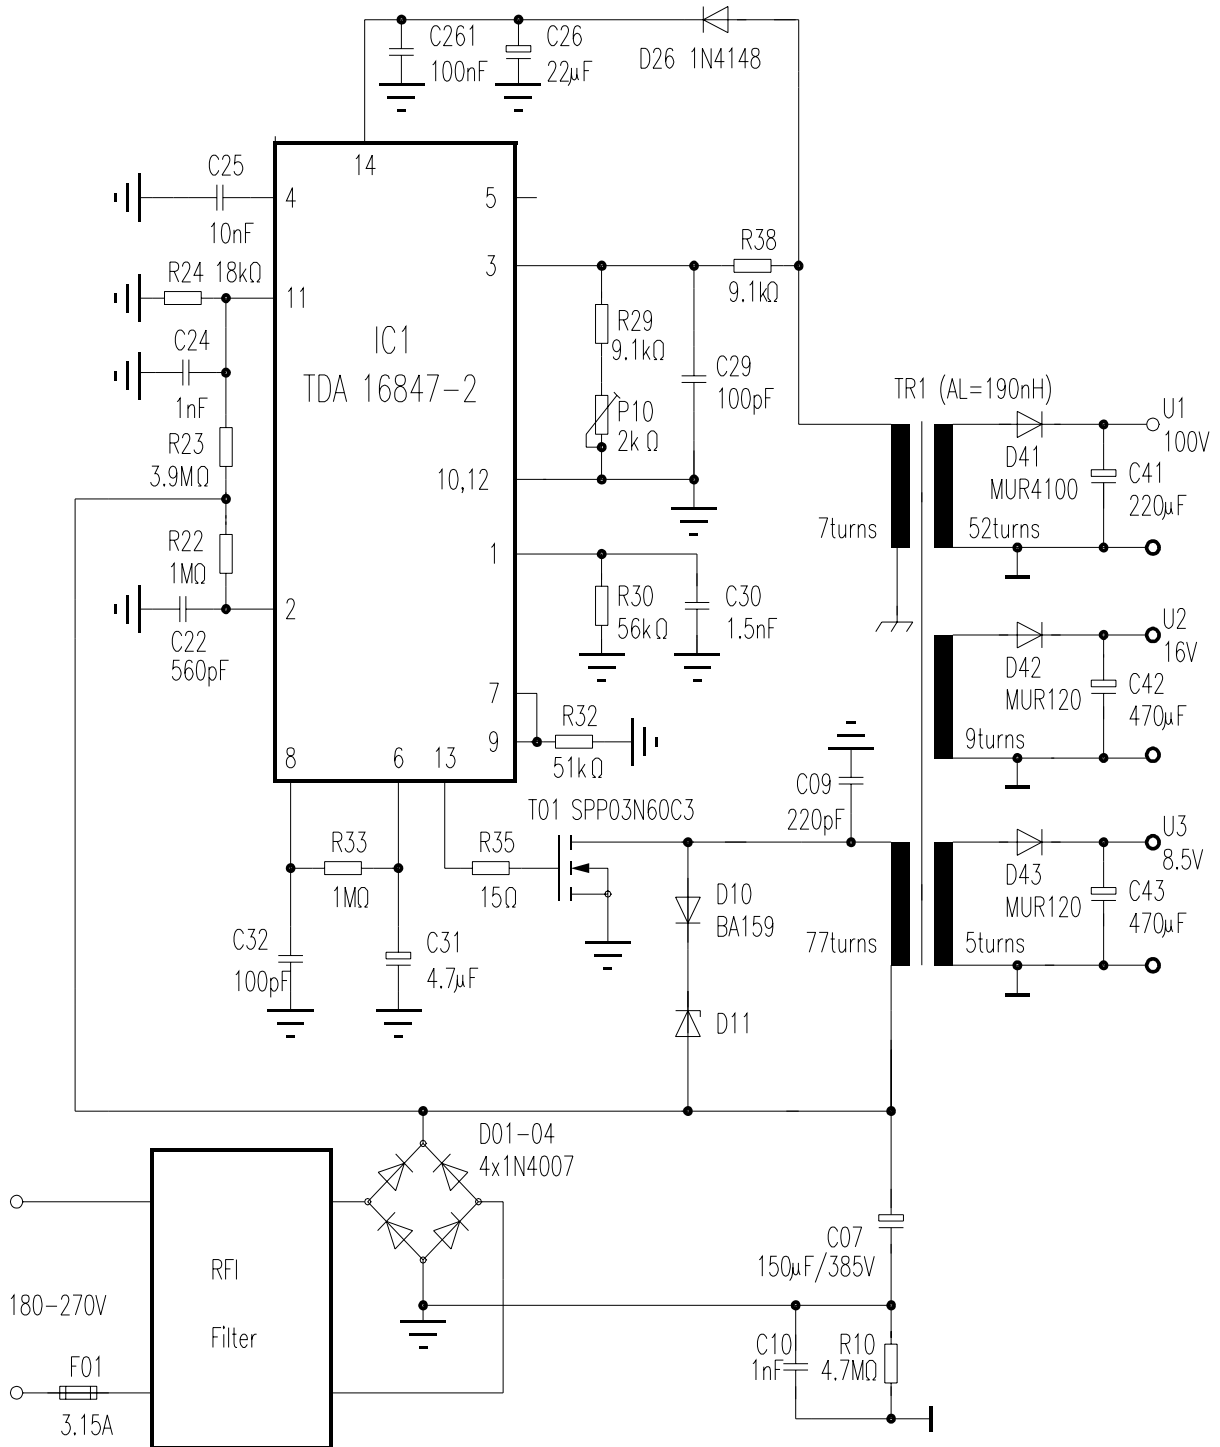 C261
100nF
C26
22µF
D26 1N4148
14
C25
4
10nF
5
R24 18kΩ
11
3
R38
9.1kΩ
C24
1nF
IC1
TDA 16847-2
R29
9.1kΩ
C29
100pF
P10
2kΩ
TR1 (AL=190nH)
U1
100V
D41
MUR4100
C41
220µF
R23
3.9MΩ
10,12
7turns
52turns
R22
1MΩ
1
2
C22
560pF
R30
56kΩ
C30
1.5nF
U2
16V
D42
MUR120
C42
470µF
9turns
7
9
R32
51kΩ
8
6
13
C09
220pF
T01 SPP03N60C3
U3
8.5V
R33
1MΩ
R35
15Ω
D10
BA159
D43
MUR120
C43
470µF
77turns
5turns
C32
100pF
C31
4.7µF
D11
D01-04
4x1N4007
RFI
Filter
180-270V
F01
3.15A
C07
150µF/385V
C10
1nF
R10
4.7MΩ